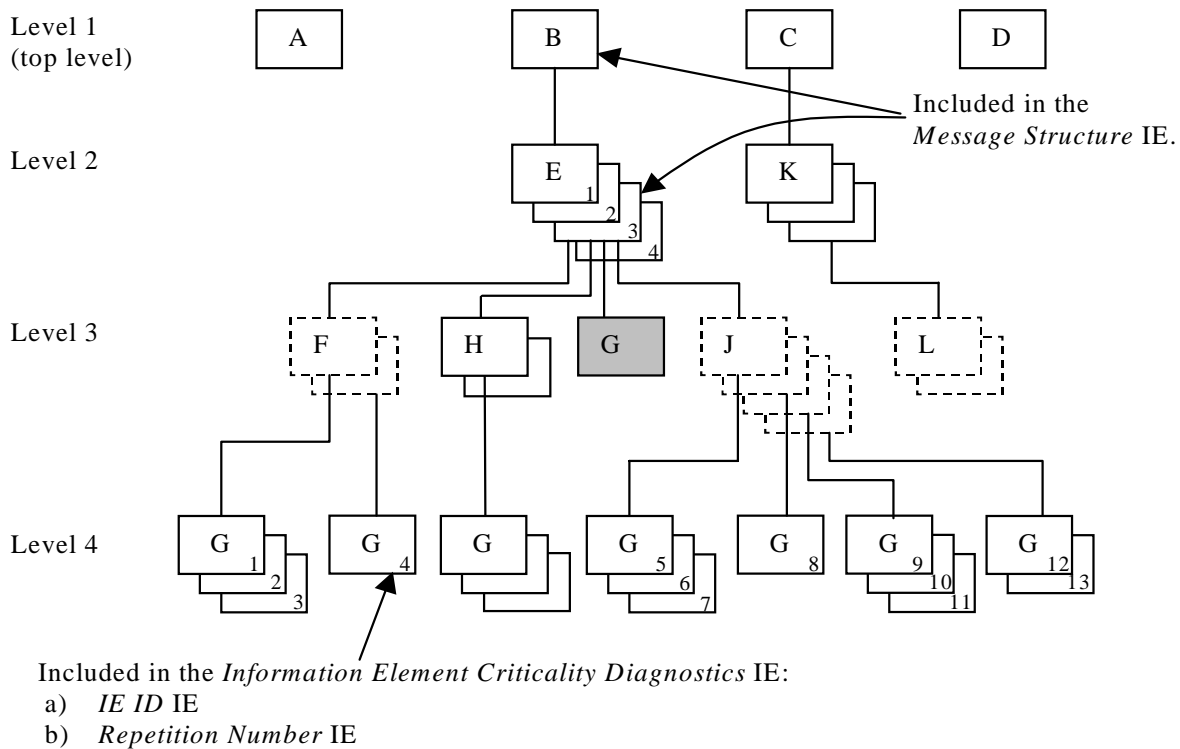 Level 1
(top level)
A
B
C
D
Included in the
Message Structure IE.
Level 2
E
1
2
3
4
K
Level 3
F
H
G
J
L
Level 4
G
1
2
3
G
4
G
G
5
6
7
G
8
G
9
10
11
G
12
13
Included in the Information Element Criticality Diagnostics IE:
a) IE ID IE
b) Repetition Number IE